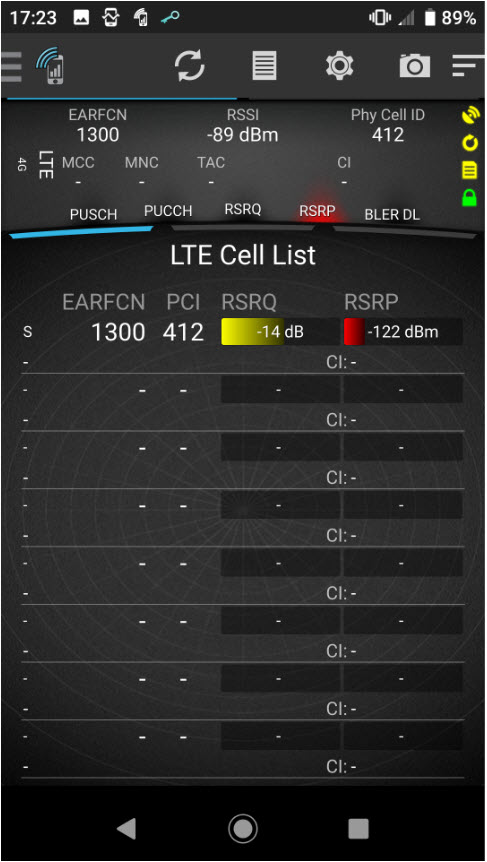 17:23 89%
EARFCN RSSI Phy Cell ID
1300 -89 dBm 412
4G LTE MCC MNC TAC CI
- - - -
PUSCH PUCCH RSRQ RSRP BLER DL
LTE Cell List
EARFCN PCI RSRQ RSRP
S 1300 412 -14 dB -122 dBm
- CI: -
- - - - -
- CI: -
- - - - -
- CI: -
- - - - -
- CI: -
- - - - -
- CI: -
- - - - -
- CI: -
- - - - -
- CI: -
- - - - -
- CI: -